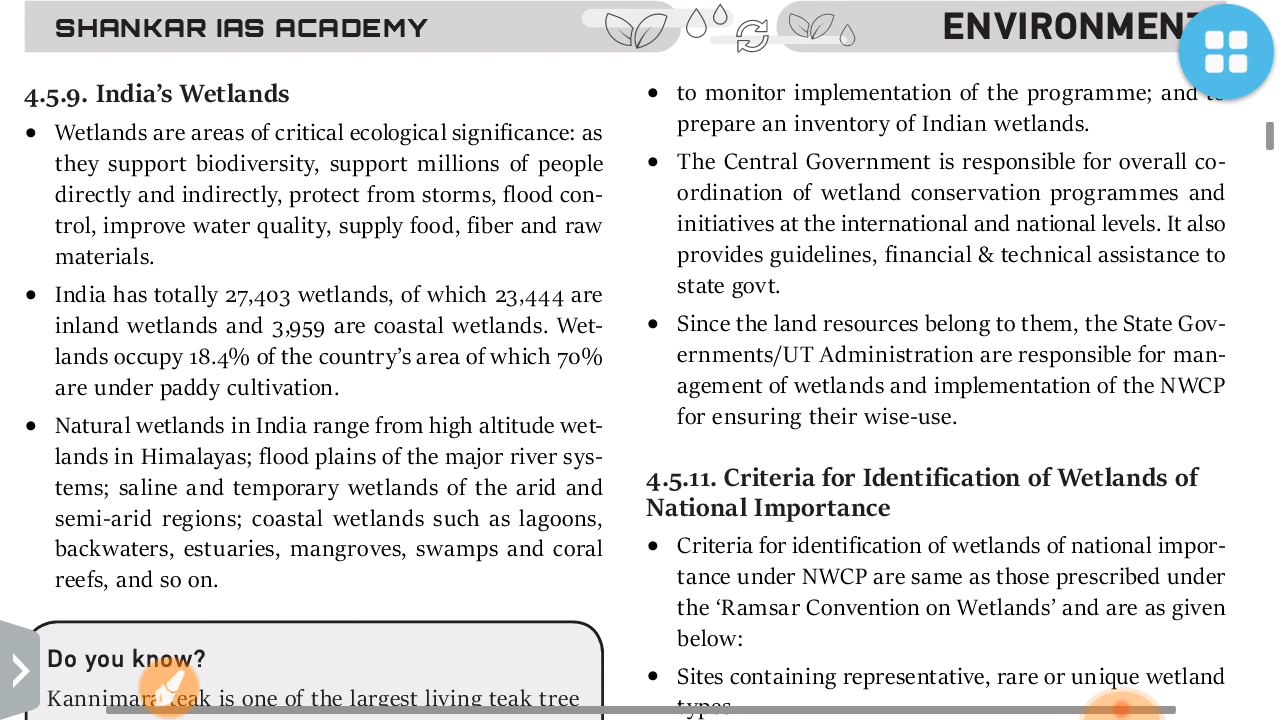 SHANKAR IAS ACADEMY
ENVIRONMENT
4.5.9. India’s Wetlands
● Wetlands are areas of critical ecological significance: as
they support biodiversity, support millions of people
directly and indirectly, protect from storms, flood con-
trol, improve water quality, supply food, fiber and raw
materials.
● India has totally 27,403 wetlands, of which 23,444 are
inland wetlands and 3,959 are coastal wetlands. Wet-
lands occupy 18.4% of the country’s area of which 70%
are under paddy cultivation.
● Natural wetlands in India range from high altitude wet-
lands in Himalayas; flood plains of the major river sys-
tems; saline and temporary wetlands of the arid and
semi-arid regions; coastal wetlands such as lagoons,
backwaters, estuaries, mangroves, swamps and coral
reefs, and so on.
Do you know?
Kannimara teak is one of the largest living teak tree
● to monitor implementation of the programme; and to
prepare an inventory of Indian wetlands.
● The Central Government is responsible for overall co-
ordination of wetland conservation programmes and
initiatives at the international and national levels. It also
provides guidelines, financial & technical assistance to
state govt.
● Since the land resources belong to them, the State Gov-
ernments/UT Administration are responsible for man-
agement of wetlands and implementation of the NWCP
for ensuring their wise-use.
4.5.11. Criteria for Identification of Wetlands of
National Importance
● Criteria for identification of wetlands of national impor-
tance under NWCP are same as those prescribed under
the ‘Ramsar Convention on Wetlands’ and are as given
below:
● Sites containing representative, rare or unique wetland
types